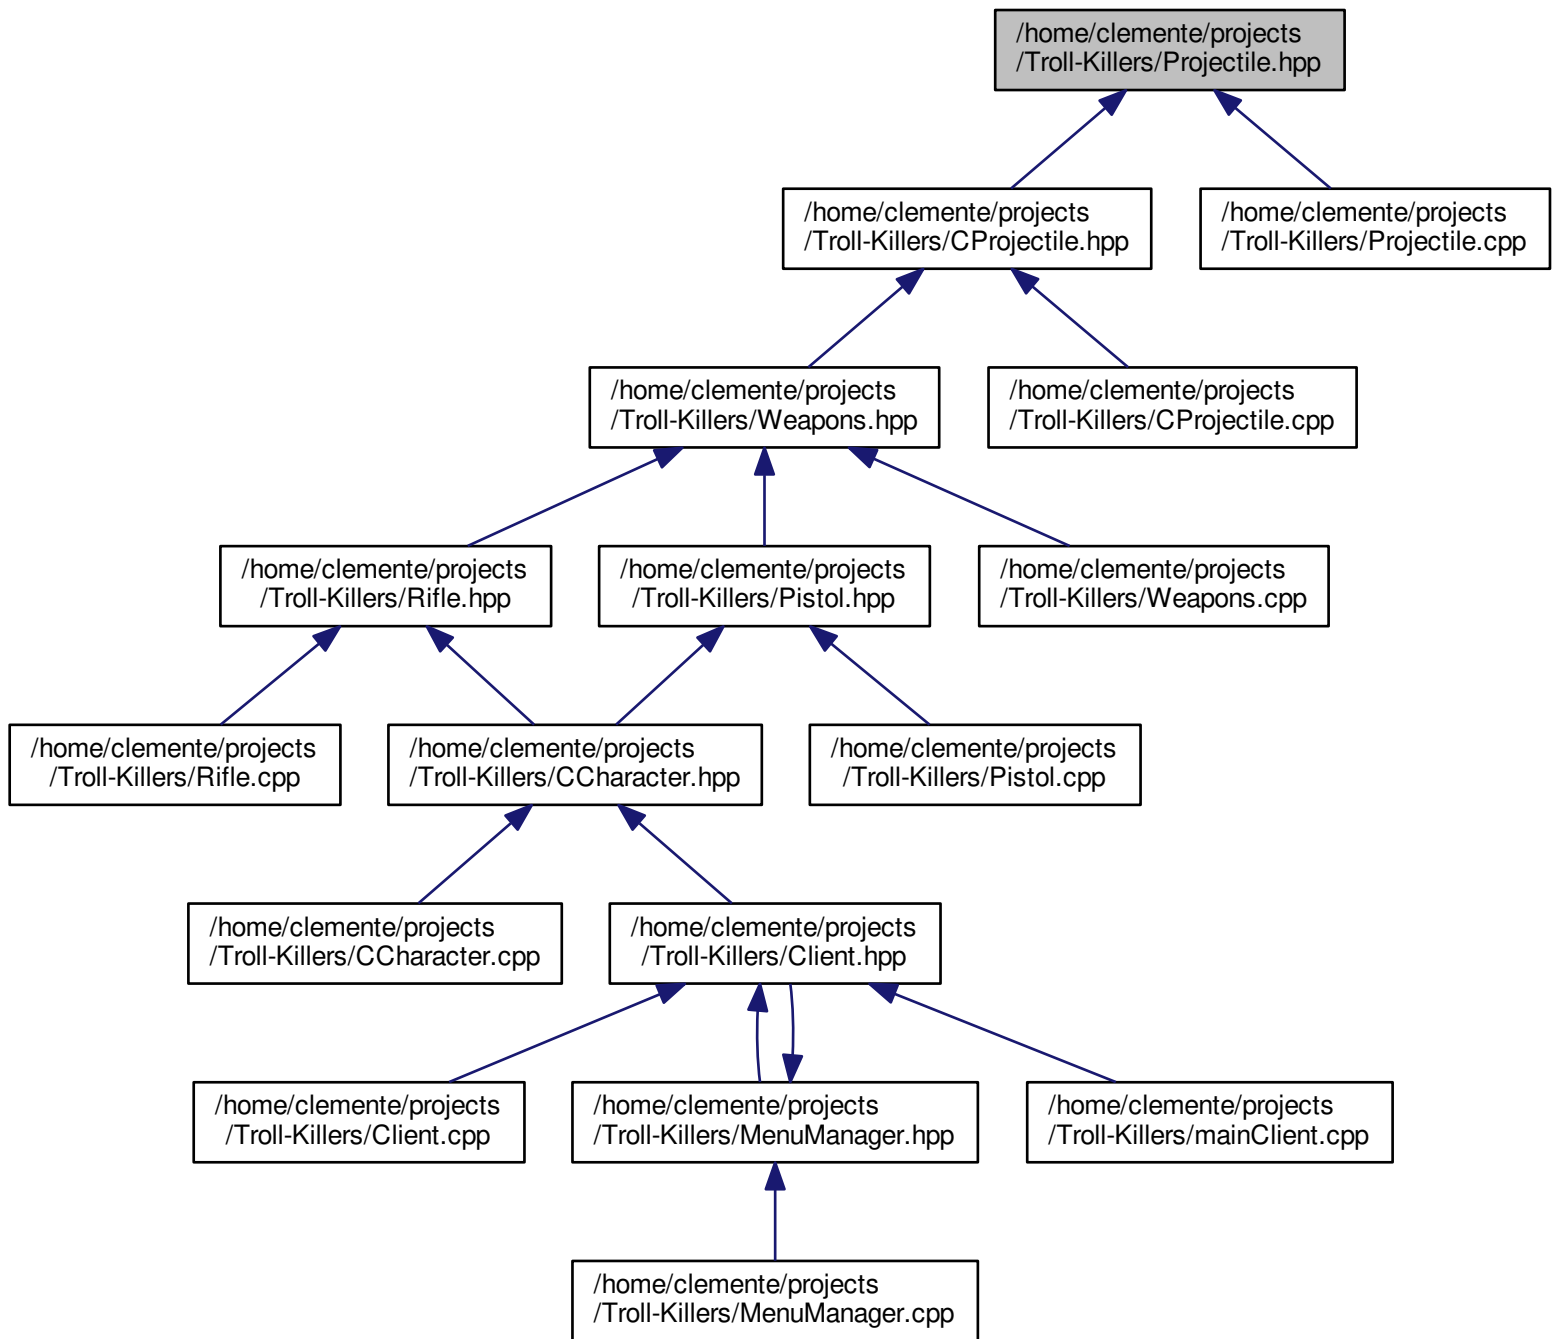 /home/clemente/projects
/Troll-Killers/Projectile.hpp
/home/clemente/projects
/Troll-Killers/CProjectile.hpp
/home/clemente/projects
/Troll-Killers/Projectile.cpp
/home/clemente/projects
/Troll-Killers/Weapons.hpp
/home/clemente/projects
/Troll-Killers/CProjectile.cpp
/home/clemente/projects
/Troll-Killers/Rifle.hpp
/home/clemente/projects
/Troll-Killers/Pistol.hpp
/home/clemente/projects
/Troll-Killers/Weapons.cpp
/home/clemente/projects
/Troll-Killers/Rifle.cpp
/home/clemente/projects
/Troll-Killers/CCharacter.hpp
/home/clemente/projects
/Troll-Killers/Pistol.cpp
/home/clemente/projects
/Troll-Killers/CCharacter.cpp
/home/clemente/projects
/Troll-Killers/Client.hpp
/home/clemente/projects
/Troll-Killers/Client.cpp
/home/clemente/projects
/Troll-Killers/MenuManager.hpp
/home/clemente/projects
/Troll-Killers/mainClient.cpp
/home/clemente/projects
/Troll-Killers/MenuManager.cpp